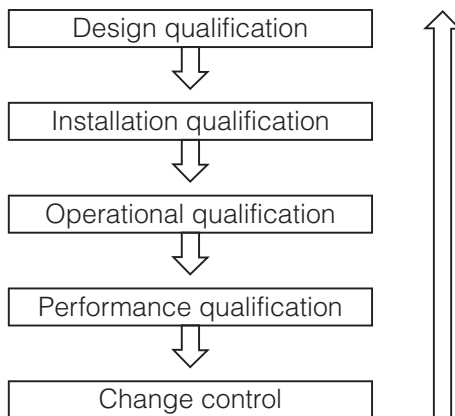 Design qualification
Installation qualification
Operational qualification
Performance qualification
Change control